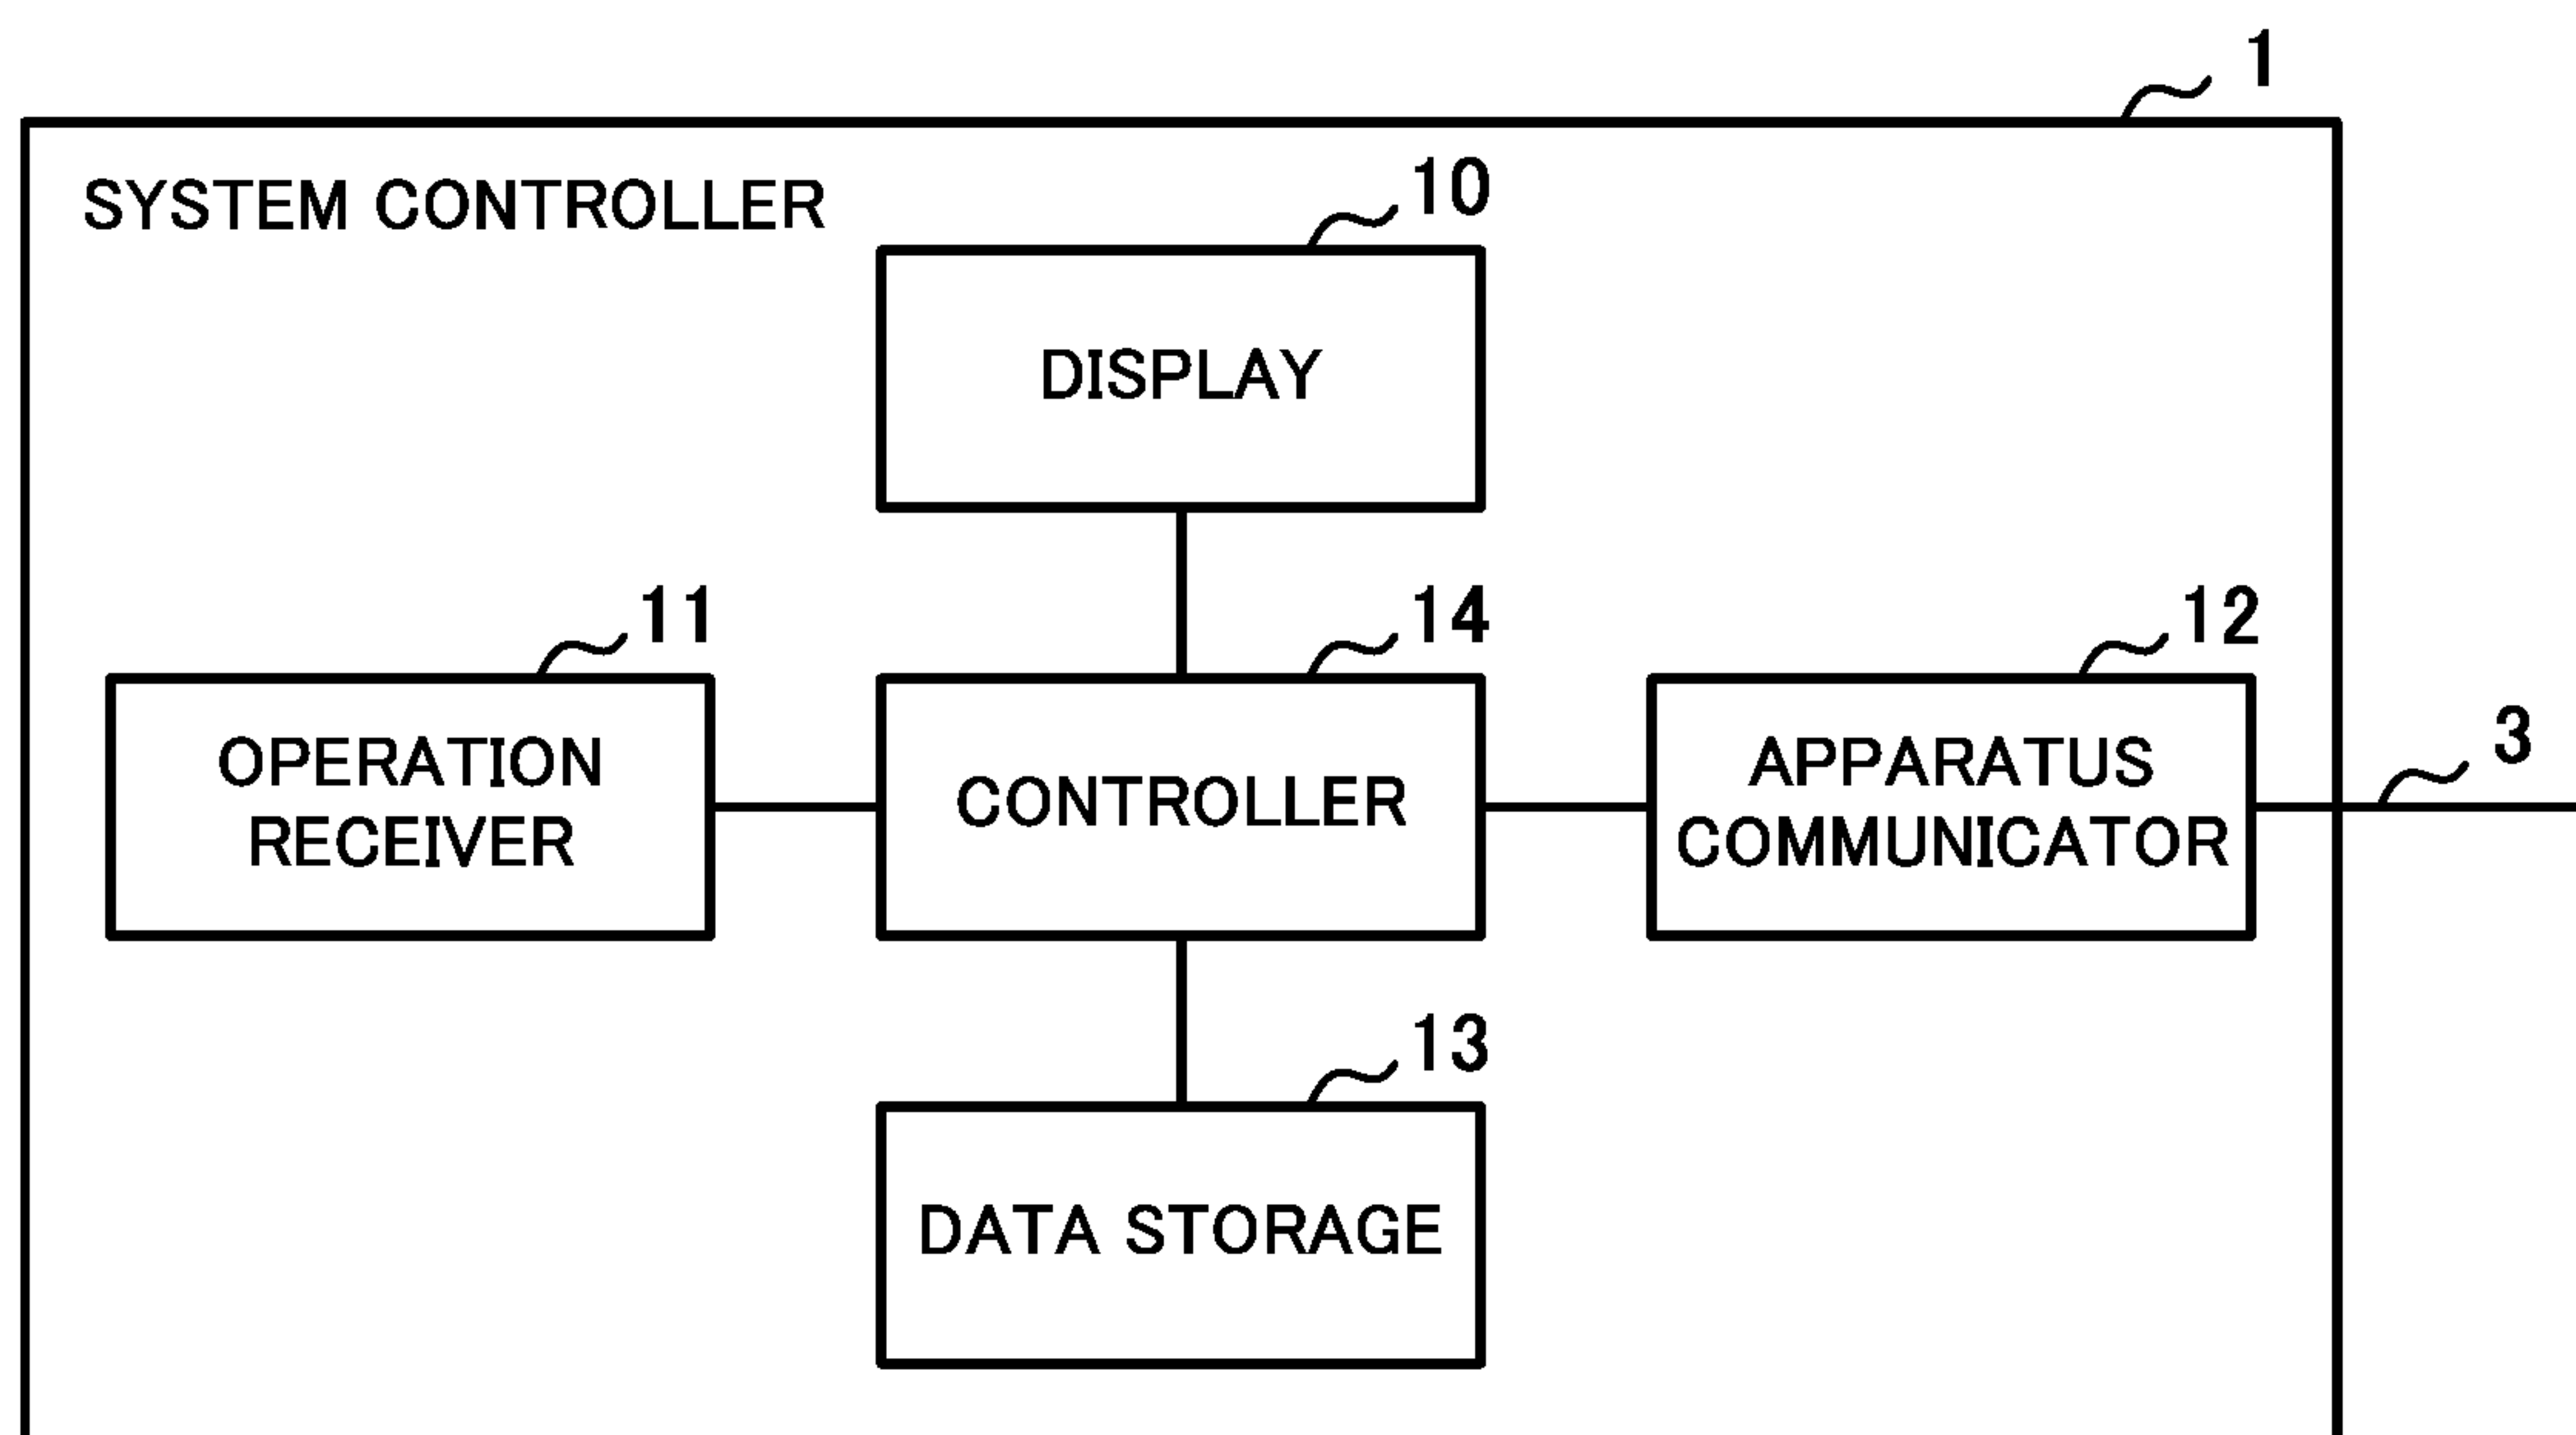 1
SYSTEM CONTROLLER
10
DISPLAY
11
14
12
OPERATION
RECEIVER
CONTROLLER
APPARATUS
COMMUNICATOR
3
13
DATA STORAGE